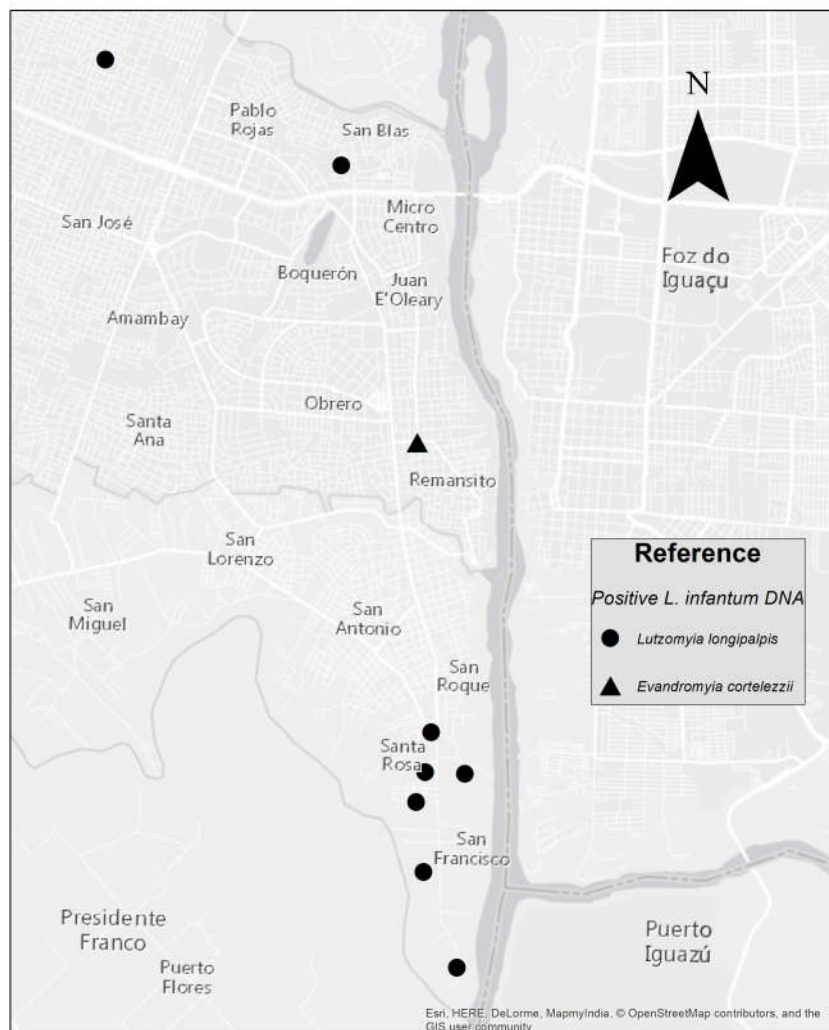 N
Pablo
Rojas
San Blas
San José
Micro
Centro
Boquerón
Juan
E'Oleary
Foz do
Iguaçu
Amambay
Obrero
Santa
Ana
Remansito
San
Lorenzo
San
Miguel
San
Antonio
San
Roque
Reference
Positive L. infantum DNA
Lutzomyia longipalpis
Evandromyia cortelezzii
Santa
Rosa
San
Francisco
Presidente
Franco
Puerto
Flores
Puerto
Iguazú
Esri, HERE, DeLorme, MapmyIndia, © OpenStreetMap contributors, and the
GIS user community